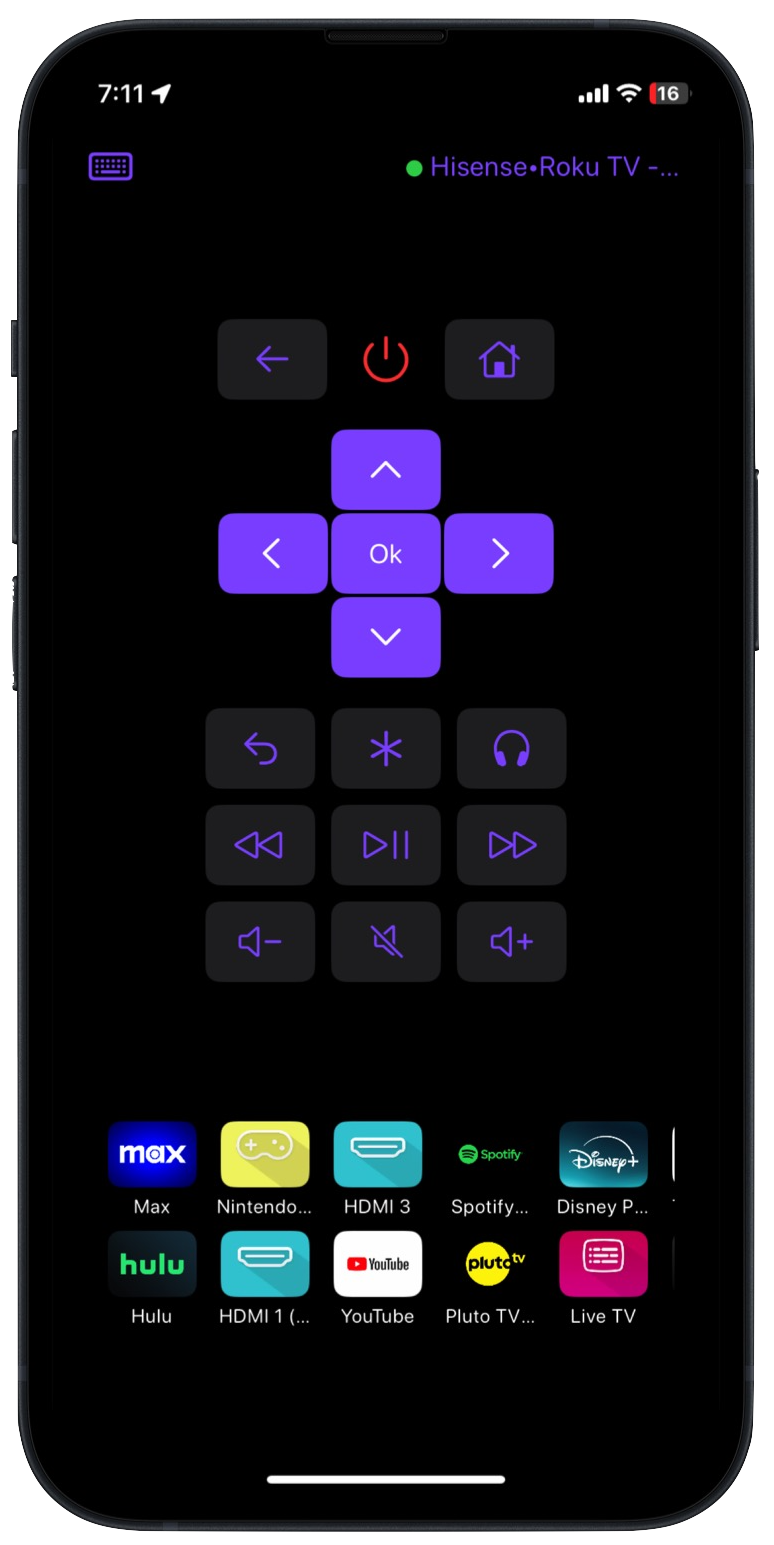 7:11
16
Hisense•Roku TV -...
Ok
max
Spotify
Disney+
Max
Nintendo...
HDMI 3
Spotify...
Disney P...
hulu
YouTube
pluto tv
Hulu
HDMI 1 (...
YouTube
Pluto TV...
Live TV